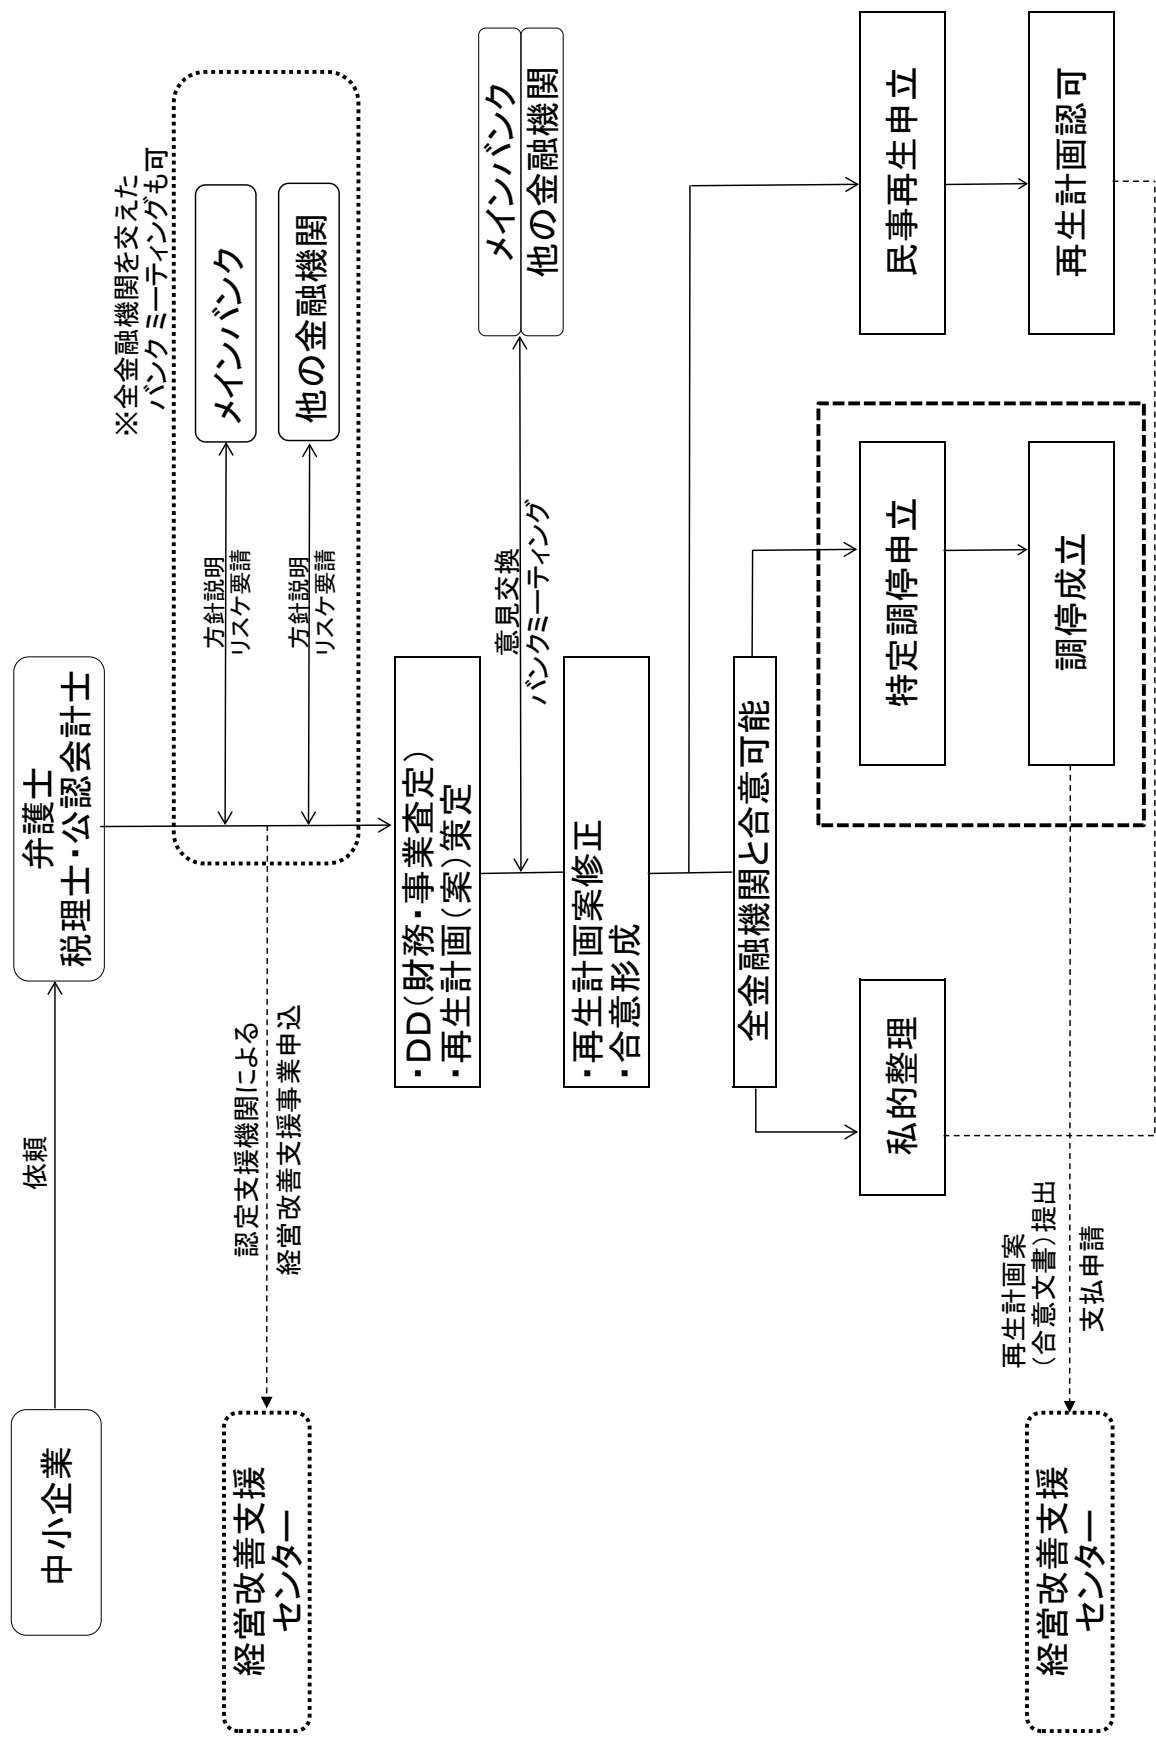 中小企業
依頼
弁護士
税理士・公認会計士
※全金融機関を交えた
バンクミーティングも可
方針説明
リスケ要請
メインバンク
方針説明
リスケ要請
他の金融機関
認定支援機関による
経営改善支援事業申込
経営改善支援
センター
・DD(財務・事業査定)
・再生計画(案)策定
意見交換
バンクミーティング
メインバンク
他の金融機関
・再生計画案修正
・合意形成
全金融機関と合意可能
私的整理
特定調停申立
民事再生申立
調停成立
再生計画認可
再生計画案
(合意文書)提出
支払申請
経営改善支援
センター